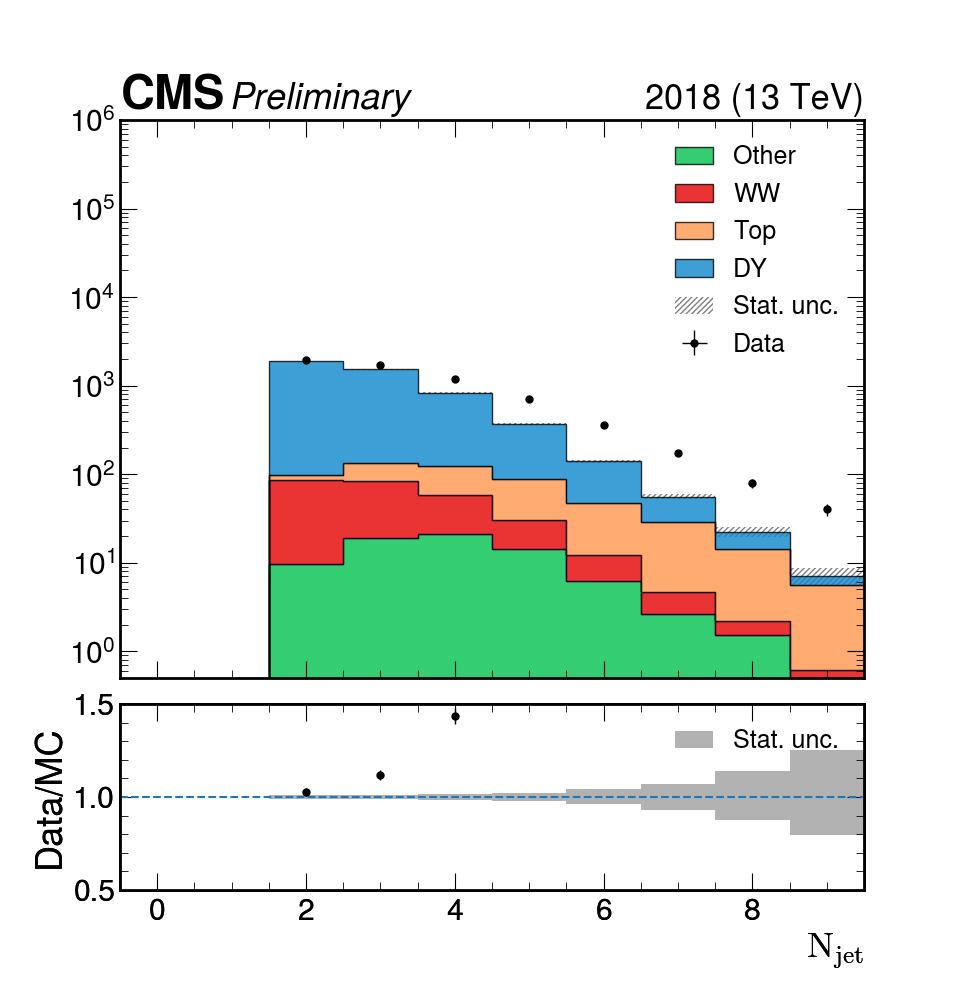 CMS Preliminary 2018 (13 TeV)
10^6
10^5
10^4
10^3
10^2
10^1
10^0
Other
WW
Top
DY
Stat. unc.
Data
Data/MC
1.5
1.0
0.5
Stat. unc.
0 2 4 6 8
N_jet